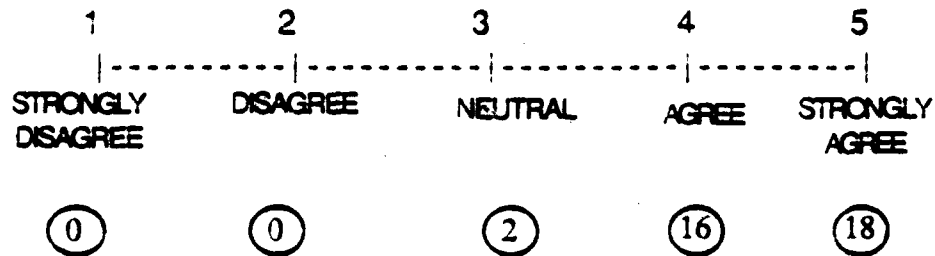 1 2 3 4 5
STRONGLY DISAGREE NEUTRAL AGREE STRONGLY
DISAGREE AGREE
0 0 2 16 18